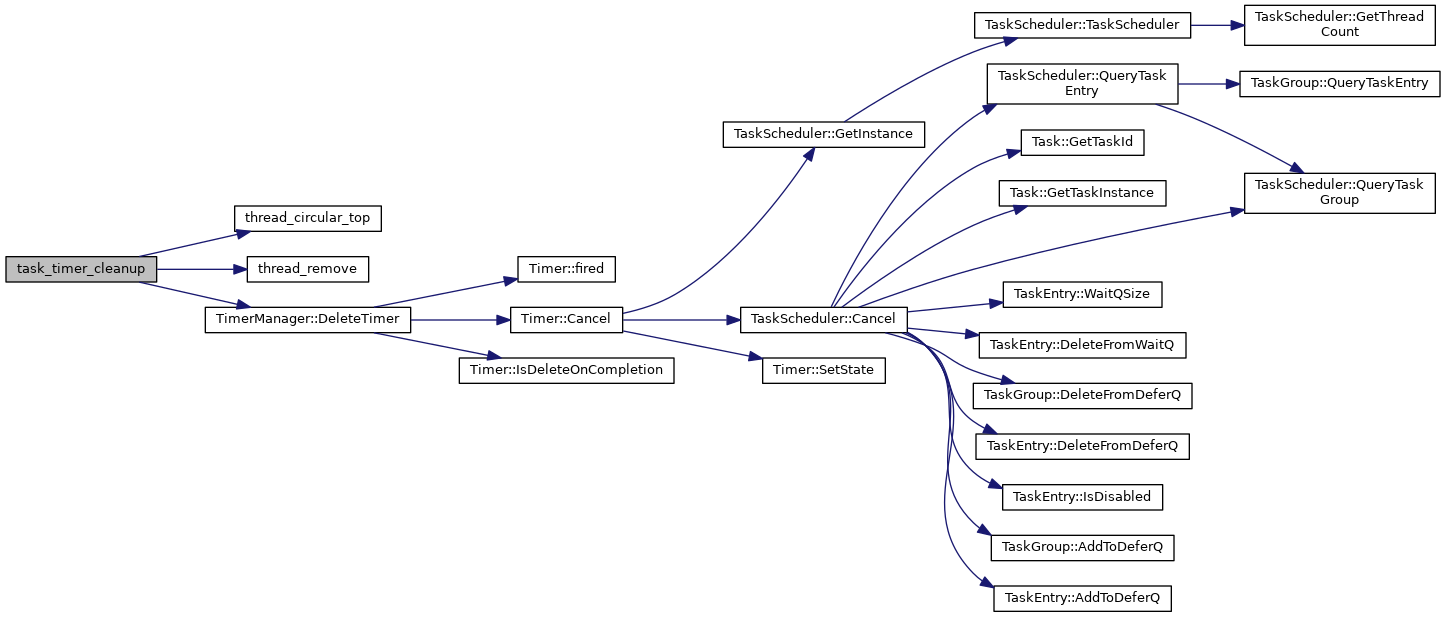 task_timer_cleanup
thread_circular_top
thread_remove
TimerManager::DeleteTimer
Timer::fired
Timer::Cancel
Timer::IsDeleteOnCompletion
TaskScheduler::GetInstance
TaskScheduler::Cancel
Timer::SetState
TaskScheduler::TaskScheduler
TaskScheduler::QueryTask
Entry
Task::GetTaskId
Task::GetTaskInstance
TaskEntry::WaitQSize
TaskEntry::DeleteFromWaitQ
TaskGroup::DeleteFromDeferQ
TaskEntry::DeleteFromDeferQ
TaskEntry::IsDisabled
TaskGroup::AddToDeferQ
TaskEntry::AddToDeferQ
TaskScheduler::GetThread
Count
TaskGroup::QueryTaskEntry
TaskScheduler::QueryTask
Group